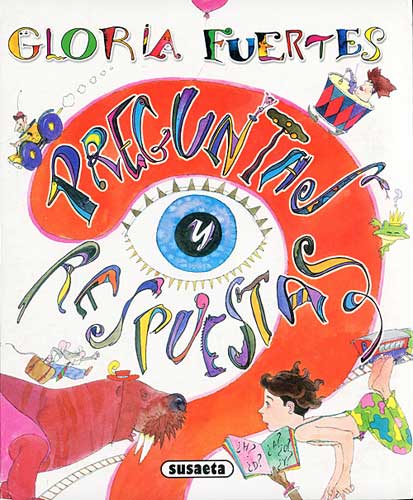 GLORIA FUERTES
PREGUNTAS
y
RESPUESTAS
susaeta